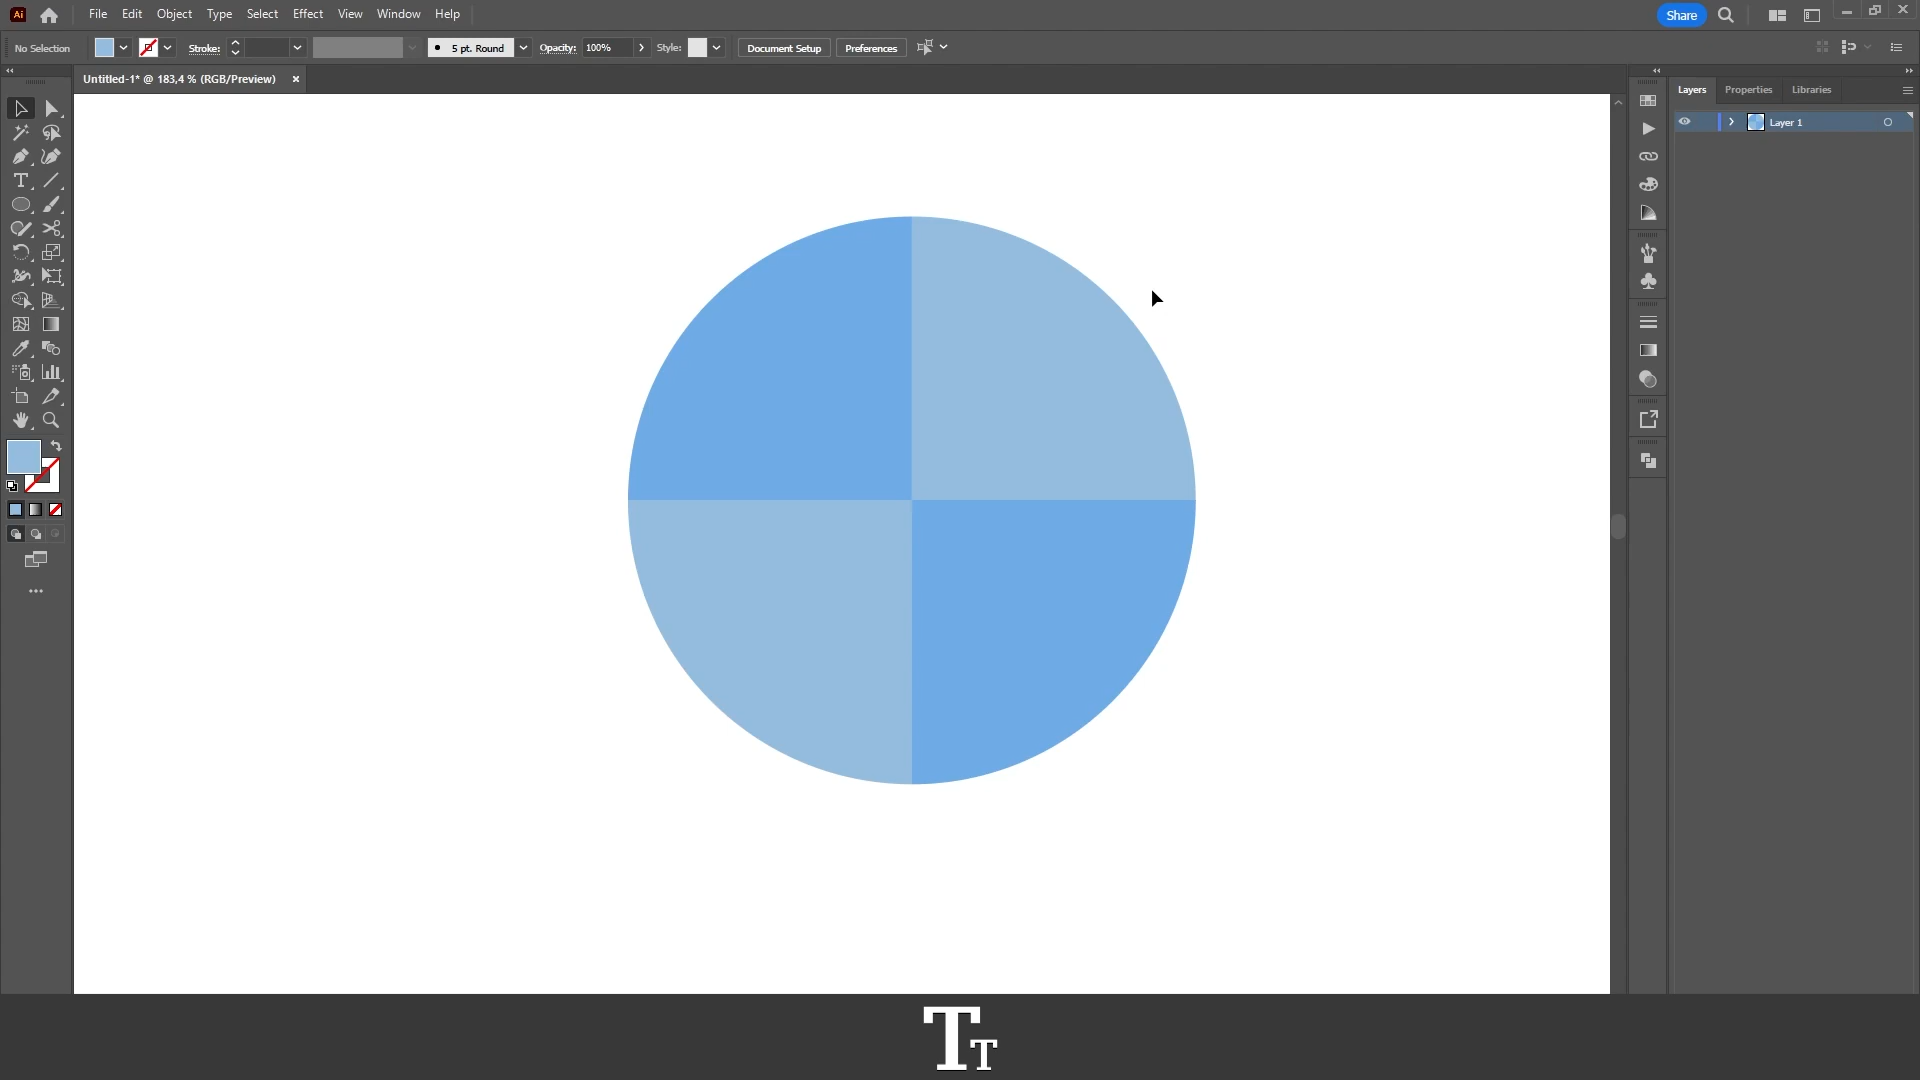 Ai File Edit Object Type Select Effect View Window Help Share
No Selection Stroke: 5 pt. Round Opacity: 100% Style: Document Setup Preferences
Untitled-1* @ 183,4 % (RGB/Preview)
Layers Properties Libraries
Layer 1
T
TT